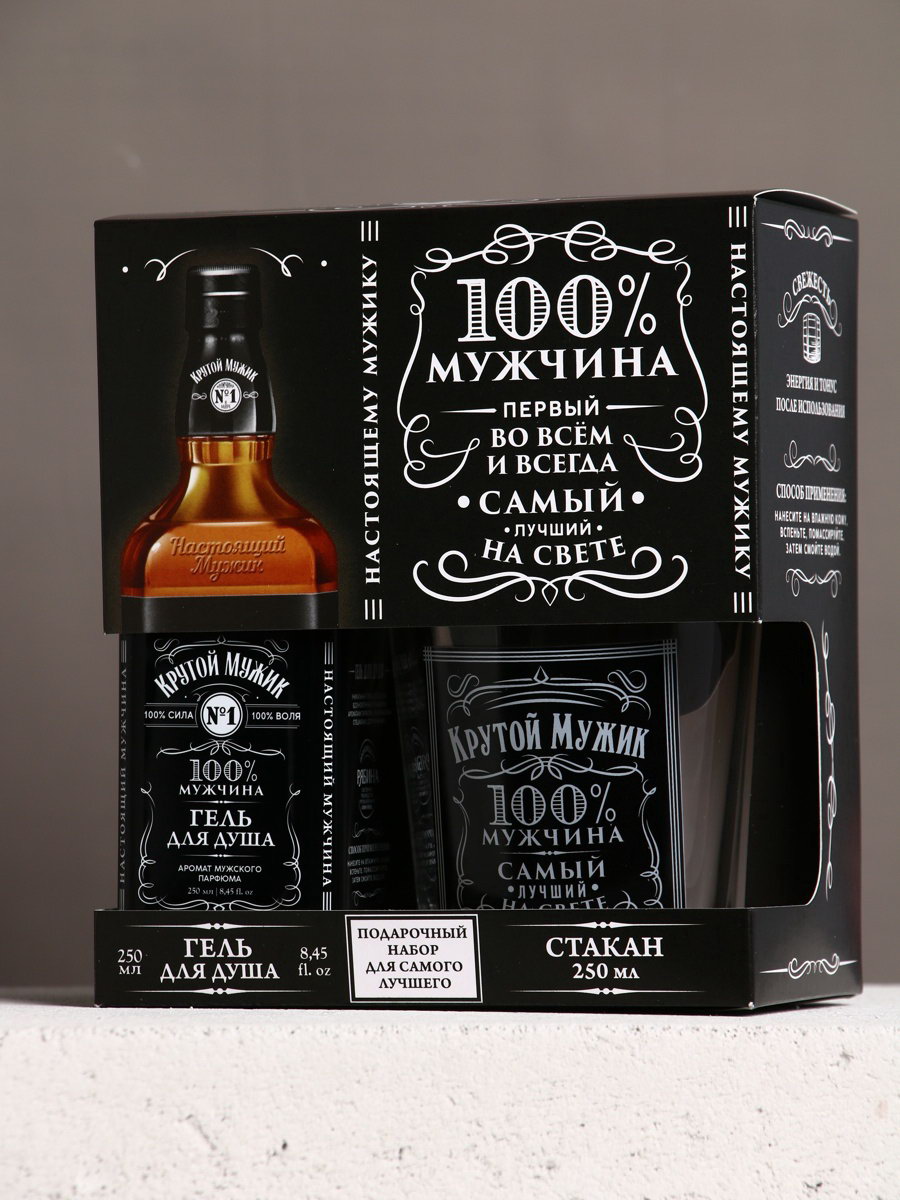 КРУТОЙ МУЖИК
№1
Настоящий
Мужик
НАСТОЯЩЕМУ МУЖИКУ
100%
МУЖЧИНА
ПЕРВЫЙ
ВО ВСЁМ
И ВСЕГДА
•САМЫЙ•
•ЛУЧШИЙ•
НА СВЕТЕ
НАСТОЯЩЕМУ МУЖИКУ
СВЕЖЕСТЬ
ЭНЕРГИЯ И ТОНУС
ПОСЛЕ ИСПОЛЬЗОВАНИЯ
СПОСОБ ПРИМЕНЕНИЯ:
НАНЕСИТЕ НА ВЛАЖНУЮ КОЖУ,
ВСПЕНЬТЕ, ПОМАССИРУЙТЕ,
ЗАТЕМ СМОЙТЕ ВОДОЙ.
НАСТОЯЩИЙ МУЖЧИНА
КРУТОЙ МУЖИК
100% СИЛА №1 100% ВОЛЯ
100%
МУЖЧИНА
ГЕЛЬ
ДЛЯ ДУША
АРОМАТ МУЖСКОГО
ПАРФЮМА
250 мл | 8,45 fl. oz
НАСТОЯЩИЙ МУЖЧИНА
КРУТОЙ МУЖИК
100%
МУЖЧИНА
САМЫЙ
•ЛУЧШИЙ•
НА СВЕТЕ
250
МЛ
ГЕЛЬ
ДЛЯ ДУША
8,45
fl. oz
ПОДАРОЧНЫЙ
НАБОР
ДЛЯ САМОГО
ЛУЧШЕГО
СТАКАН
250 МЛ